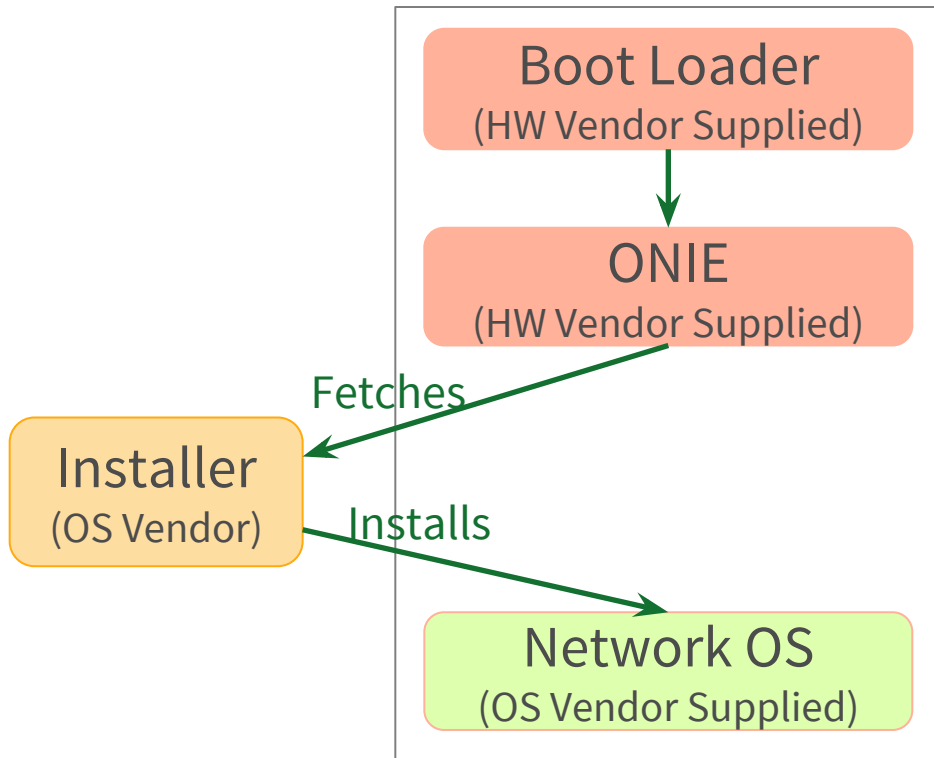 Boot Loader
(HW Vendor Supplied)
ONIE
(HW Vendor Supplied)
Fetches
Installer
(OS Vendor)
Installs
Network OS
(OS Vendor Supplied)